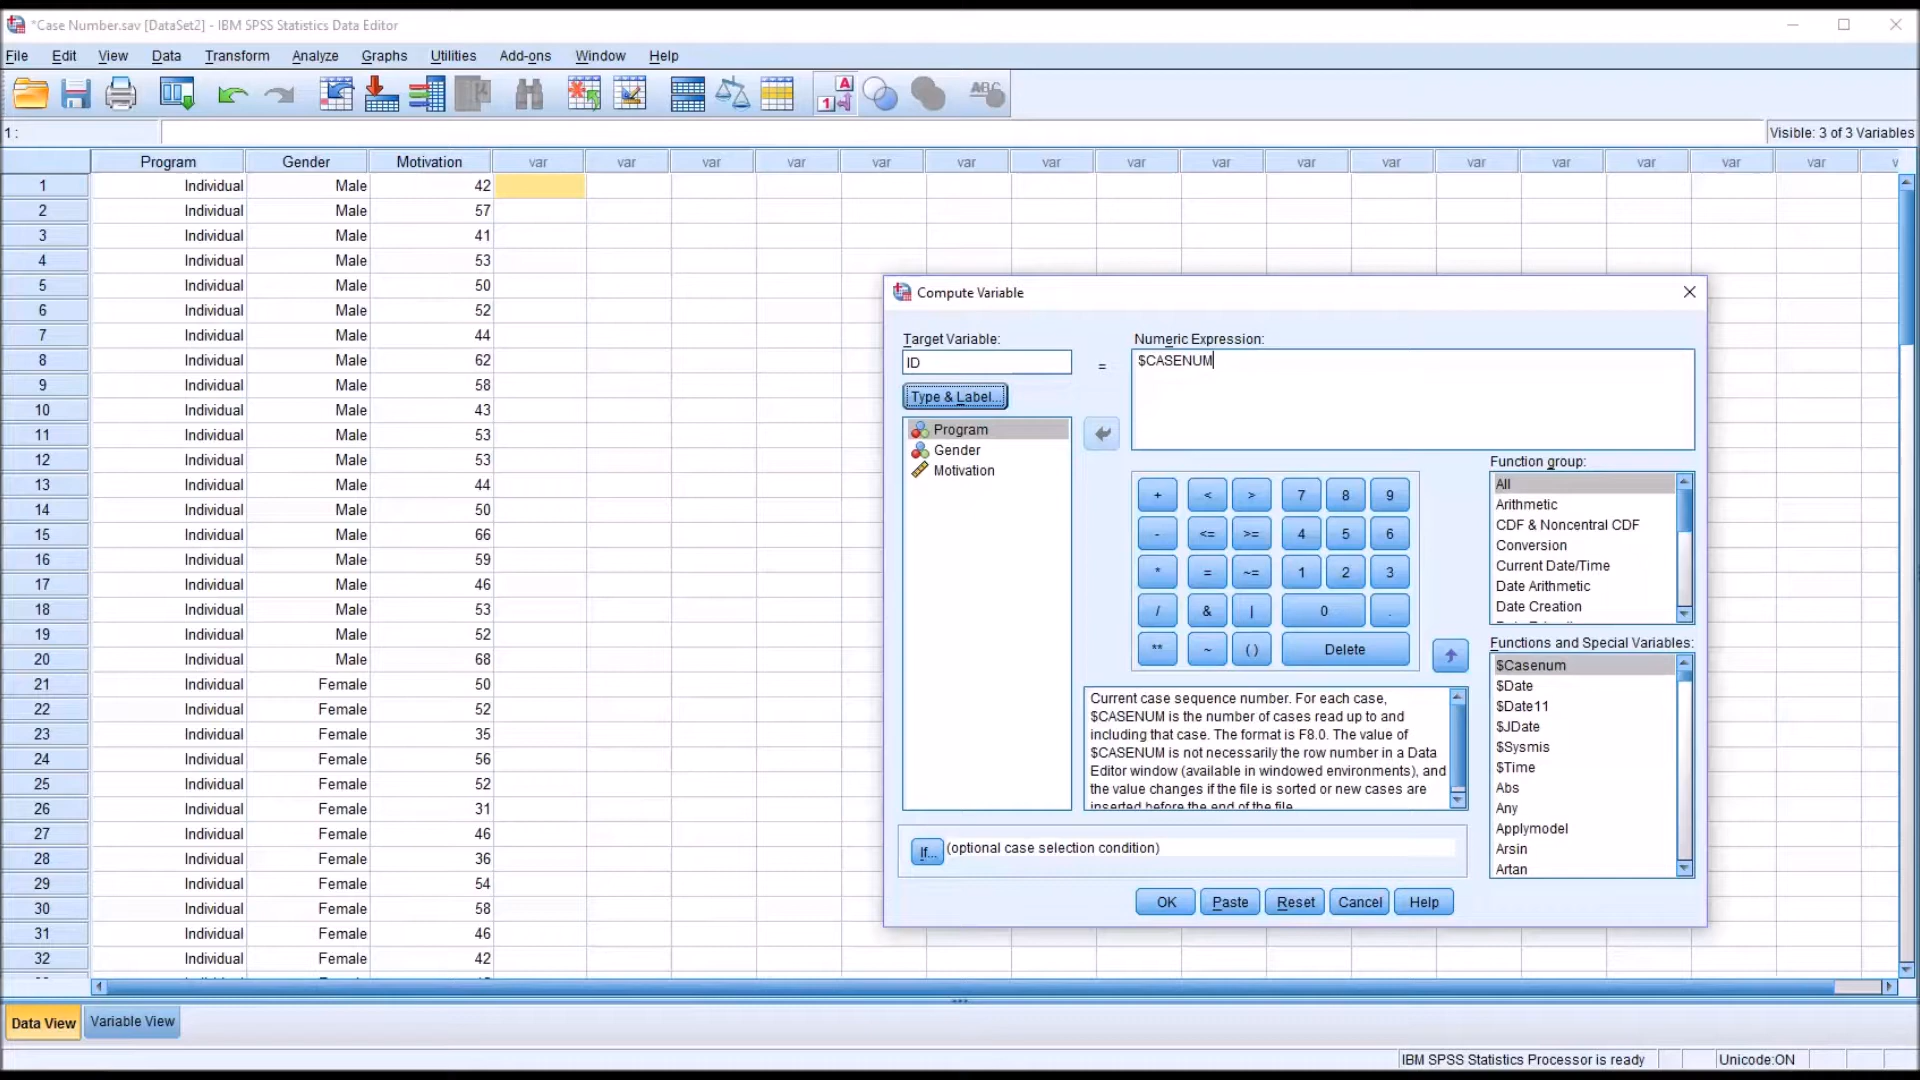 *Case Number.sav [DataSet2] - IBM SPSS Statistics Data Editor
File Edit View Data Transform Analyze Graphs Utilities Add-ons Window Help
1 :
Visible: 3 of 3 Variables
Program Gender Motivation var var var var var var var var var var var var var var var var
1 Individual Male 42
2 Individual Male 57
3 Individual Male 41
4 Individual Male 53
5 Individual Male 50
6 Individual Male 52
7 Individual Male 44
8 Individual Male 62
9 Individual Male 58
10 Individual Male 43
11 Individual Male 53
12 Individual Male 53
13 Individual Male 44
14 Individual Male 50
15 Individual Male 66
16 Individual Male 59
17 Individual Male 46
18 Individual Male 53
19 Individual Male 52
20 Individual Male 68
21 Individual Female 50
22 Individual Female 52
23 Individual Female 35
24 Individual Female 56
25 Individual Female 52
26 Individual Female 31
27 Individual Female 46
28 Individual Female 36
29 Individual Female 54
30 Individual Female 58
31 Individual Female 46
32 Individual Female 42
Compute Variable
Target Variable:
ID
=
Numeric Expression:
$CASENUM
Type & Label...
Program
Gender
Motivation
+ < > 7 8 9
- <= >= 4 5 6
* = ~= 1 2 3
/ & | 0 .
** ~ ( ) Delete
Function group:
All
Arithmetic
CDF & Noncentral CDF
Conversion
Current Date/Time
Date Arithmetic
Date Creation
Functions and Special Variables:
$Casenum
$Date
$Date11
$JDate
$Sysmis
$Time
Abs
Any
Applymodel
Arsin
Artan
Current case sequence number. For each case,
$CASENUM is the number of cases read up to and
including that case. The format is F8.0. The value of
$CASENUM is not necessarily the row number in a Data
Editor window (available in windowed environments), and
the value changes if the file is sorted or new cases are
inserted before the end of the file.
If... (optional case selection condition)
OK Paste Reset Cancel Help
Data View Variable View
IBM SPSS Statistics Processor is ready Unicode:ON